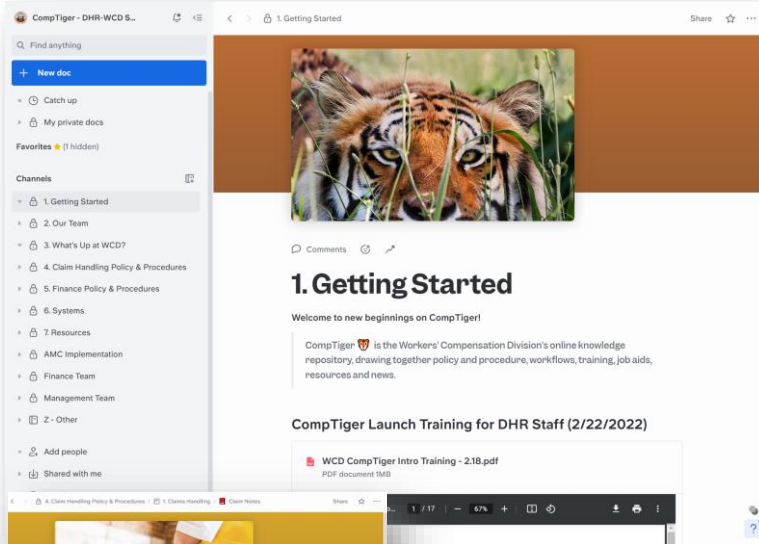 CompTiger - DHR-WCD S...
Find anything
New doc
Catch up
My private docs
Favorites (1 hidden)
Channels
1. Getting Started
2. Our Team
3. What's Up at WCD?
4. Claim Handling Policy & Procedures
5. Finance Policy & Procedures
6. Systems
7. Resources
AMC Implementation
Finance Team
Management Team
Z - Other
Add people
Shared with me
1. Getting Started
Share
Comments
1. Getting Started
Welcome to new beginnings on CompTiger!
CompTiger 🐯 is the Workers' Compensation Division's online knowledge
repository, drawing together policy and procedure, workflows, training, job aids,
resources and news.
CompTiger Launch Training for DHR Staff (2/22/2022)
WCD CompTiger Intro Training - 2.18.pdf
PDF document 1MB
4. Claim Handling Policy & Procedures / 1. Claims Handling / Claim Notes
Share
1 / 17 | — 67% +
?